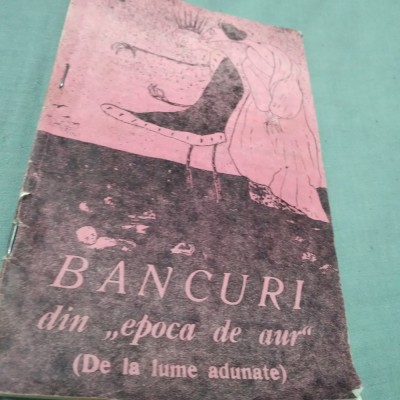 BANCURI
din „epoca de aur"
(De la lume adunate)